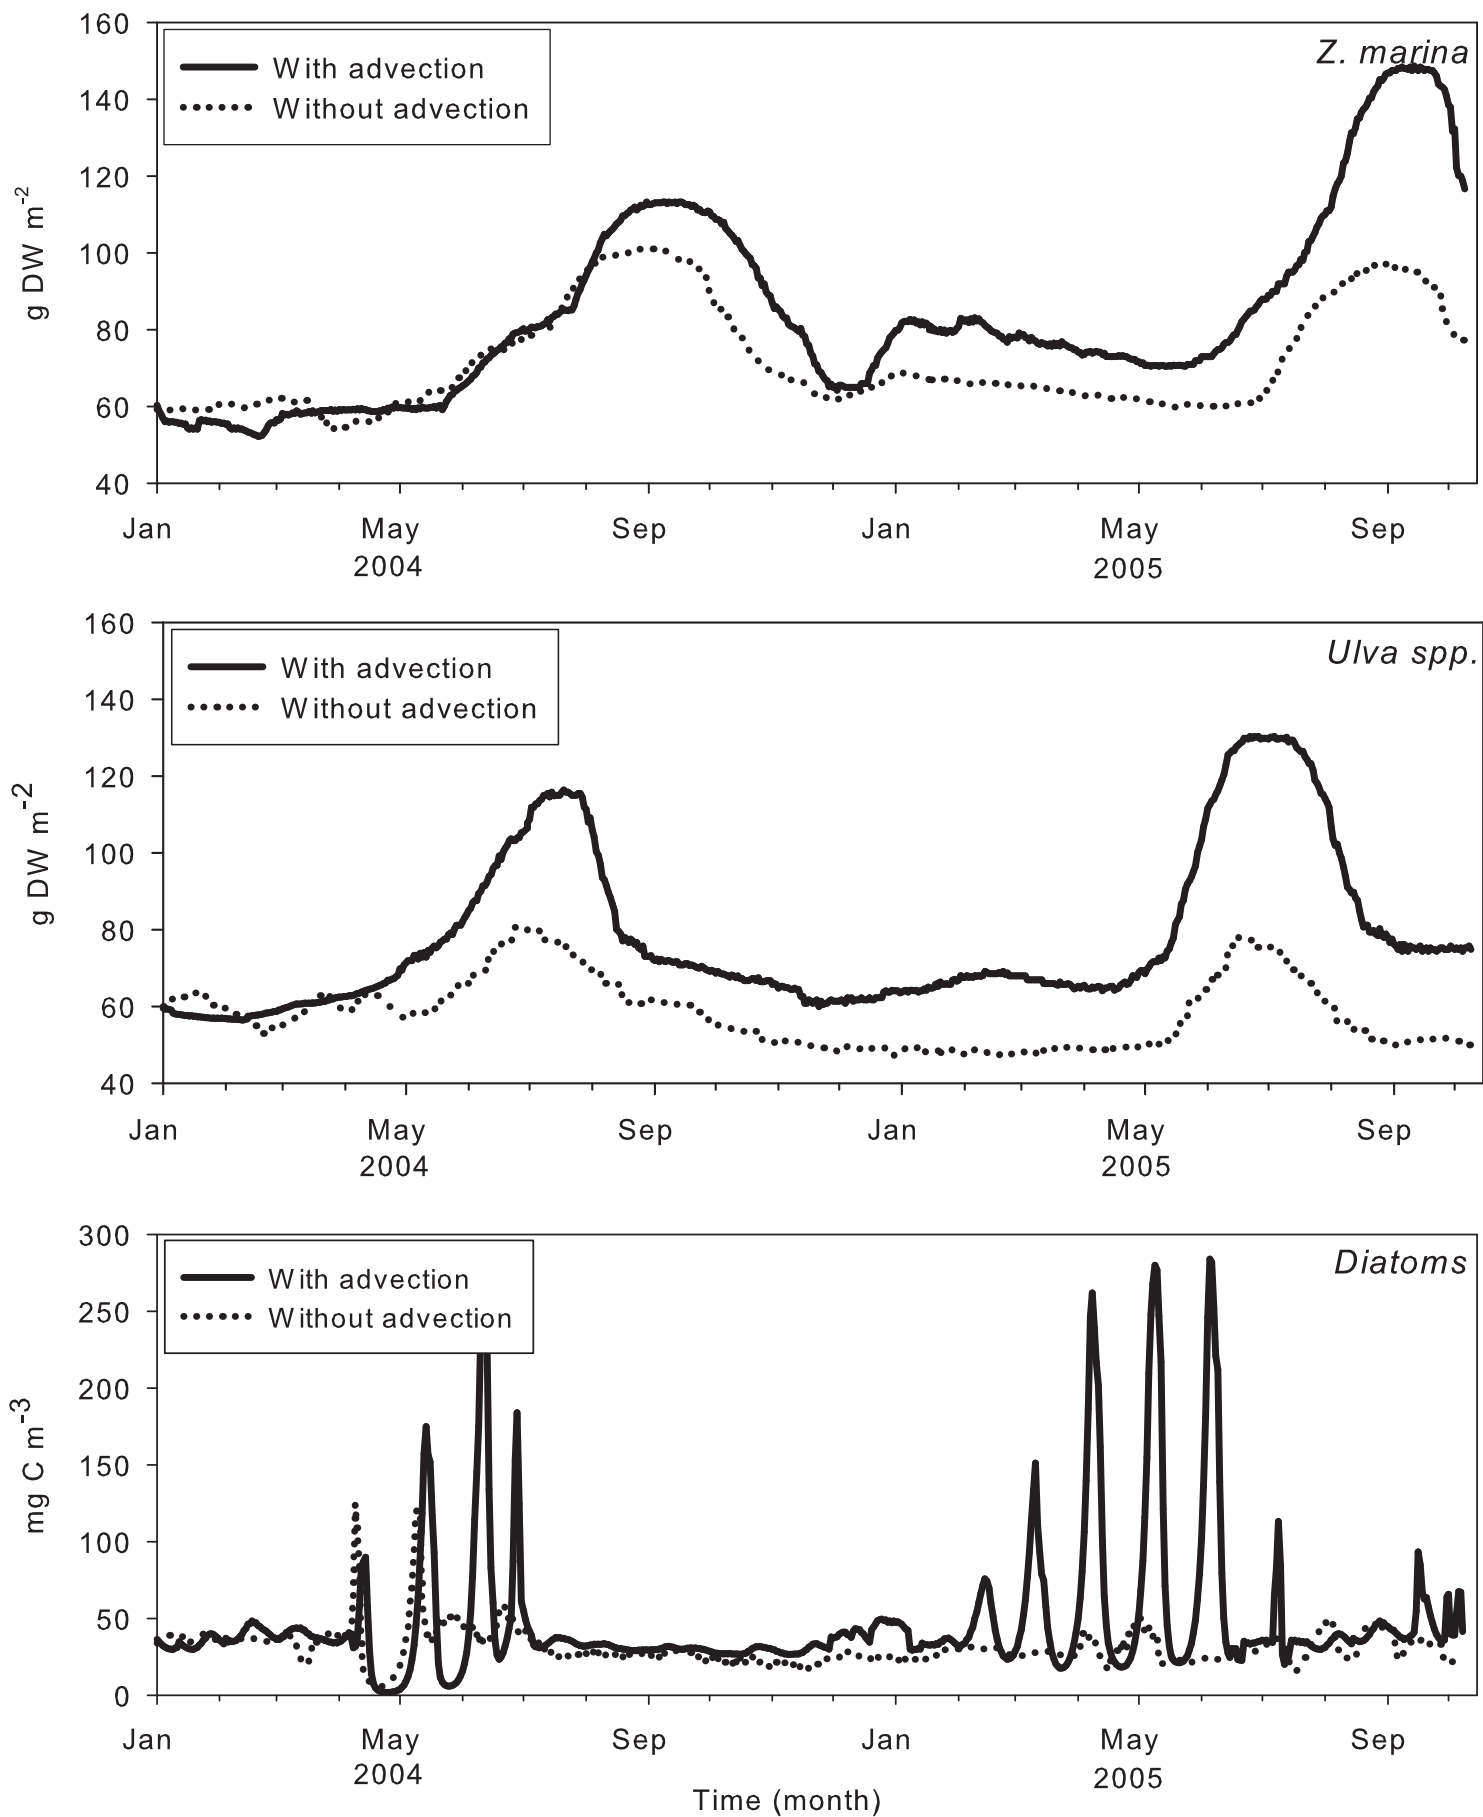 160
Z. marina
With advection
Without advection
140
120
100
80
60
40
g DW m-2
Jan May Sep Jan May Sep
2004 2005
160
Ulva spp.
With advection
Without advection
140
120
100
80
60
40
g DW m-2
Jan May Sep Jan May Sep
2004 2005
300
Diatoms
With advection
Without advection
250
200
150
100
50
0
mg C m-3
Jan May Sep Jan May Sep
2004 2005
Time (month)